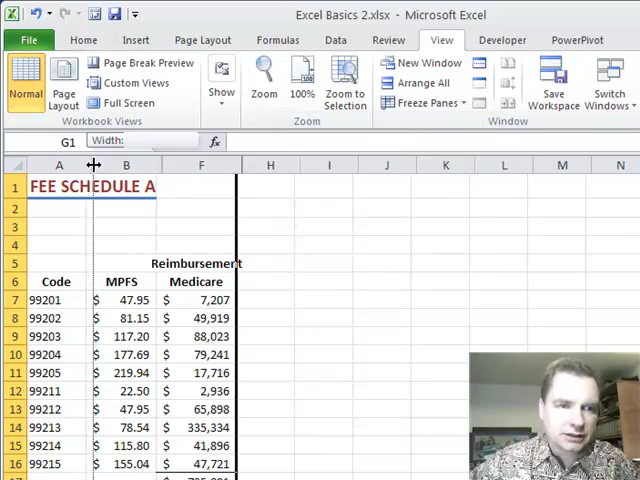 Excel Basics 2.xlsx - Microsoft Excel
File Home Insert Page Layout Formulas Data Review View Developer PowerPivot
Normal Page Layout Page Break Preview Custom Views Full Screen Workbook Views
Show
Zoom 100% Zoom to Selection Zoom
New Window Arrange All Freeze Panes Save Workspace Switch Windows Window
G1 Width: fx
A B F H I J K L M N
1 FEE SCHEDULE A
2
3
4
5 Reimbursement
6 Code MPFS Medicare
7 99201 $ 47.95 $ 7,207
8 99202 $ 81.15 $ 49,919
9 99203 $ 117.20 $ 88,023
10 99204 $ 177.69 $ 79,241
11 99205 $ 219.94 $ 17,716
12 99211 $ 22.50 $ 2,936
13 99212 $ 47.95 $ 65,898
14 99213 $ 78.54 $ 335,334
15 99214 $ 115.80 $ 41,896
16 99215 $ 155.04 $ 47,721